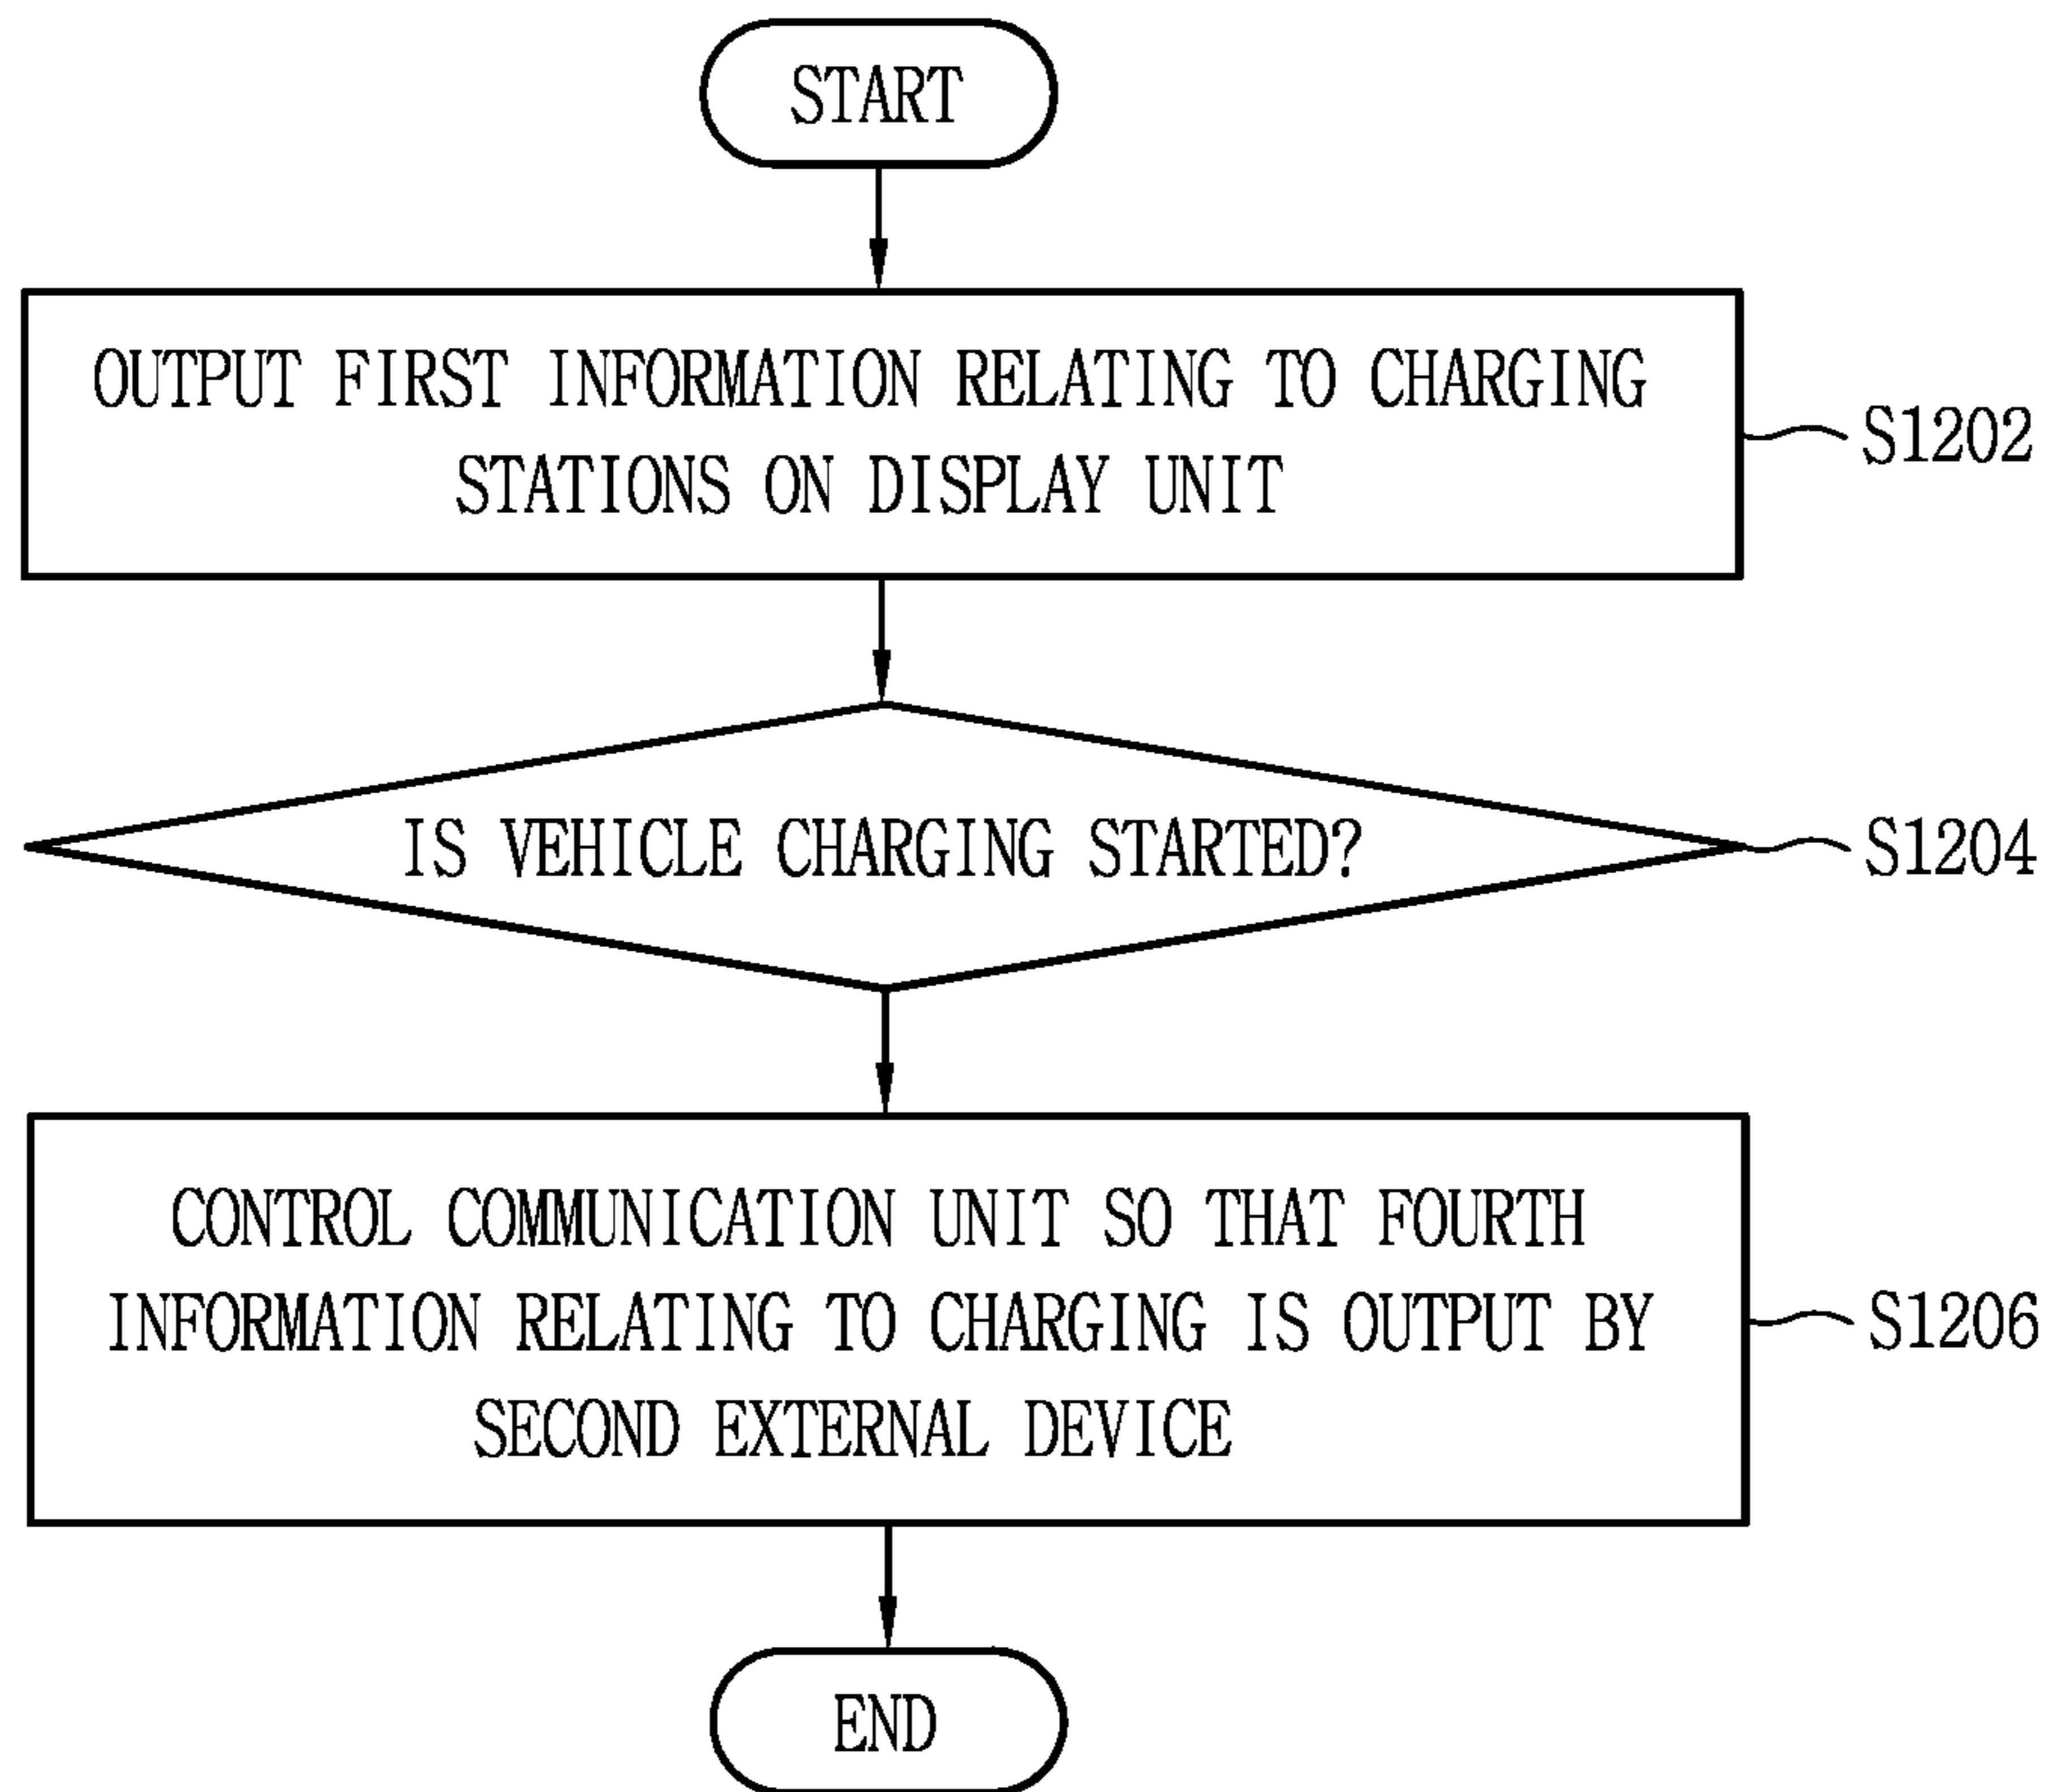 START
OUTPUT FIRST INFORMATION RELATING TO CHARGING
STATIONS ON DISPLAY UNIT
S1202
IS VEHICLE CHARGING STARTED?
S1204
CONTROL COMMUNICATION UNIT SO THAT FOURTH
INFORMATION RELATING TO CHARGING IS OUTPUT BY
SECOND EXTERNAL DEVICE
S1206
END